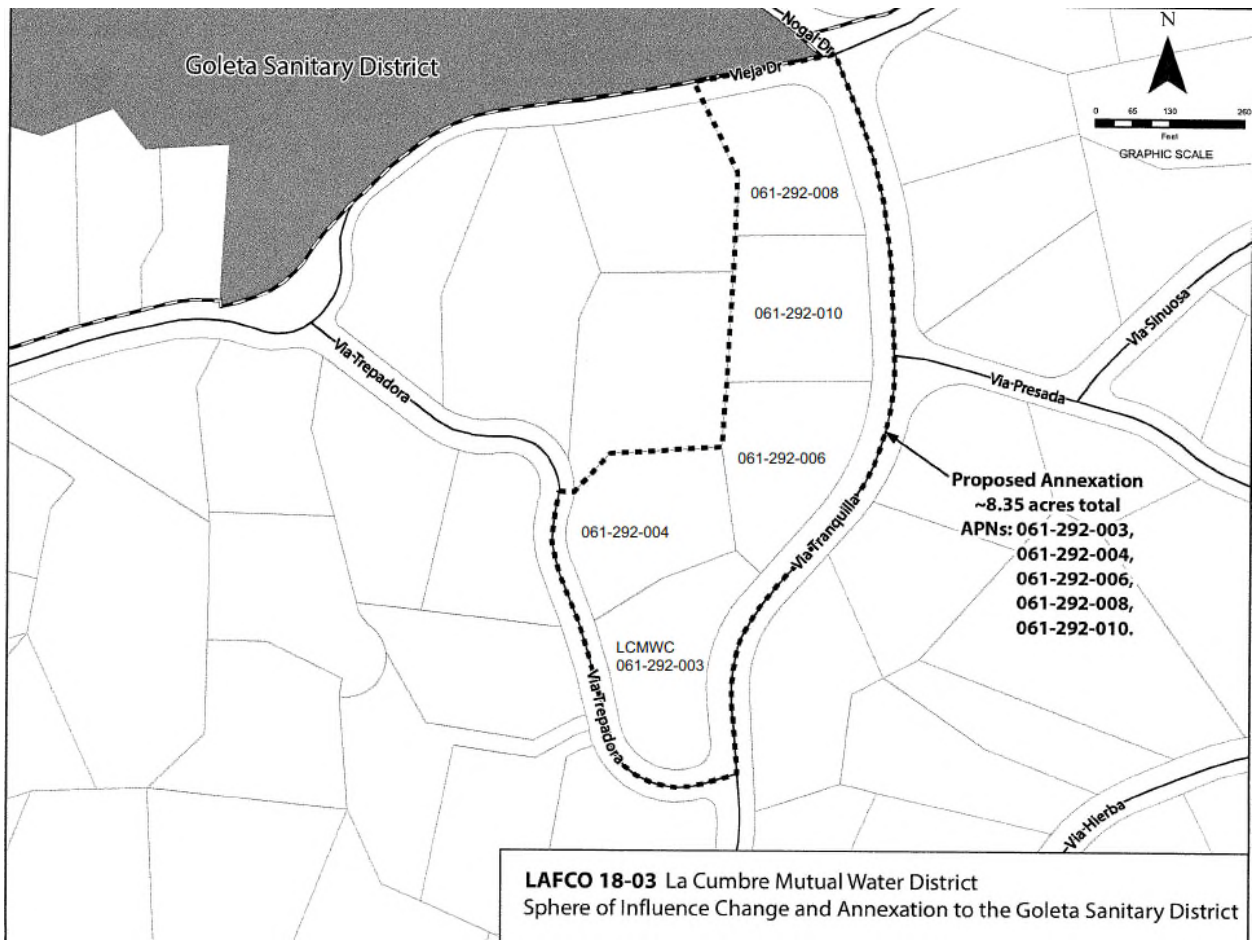 Goleta Sanitary District
Nogal Dr
Vieja Dr
N
0 65 130 260
Feet
GRAPHIC SCALE
061-292-008
061-292-010
Via Sinuosa
Via Trepadora
Via Presada
061-292-006
Proposed Annexation
~8.35 acres total
APNs: 061-292-003,
061-292-004,
061-292-006,
061-292-008,
061-292-010.
061-292-004
Via Tranquilla
LCMWC
061-292-003
Via Trepadora
Via Hierba
LAFCO 18-03 La Cumbre Mutual Water District
Sphere of Influence Change and Annexation to the Goleta Sanitary District